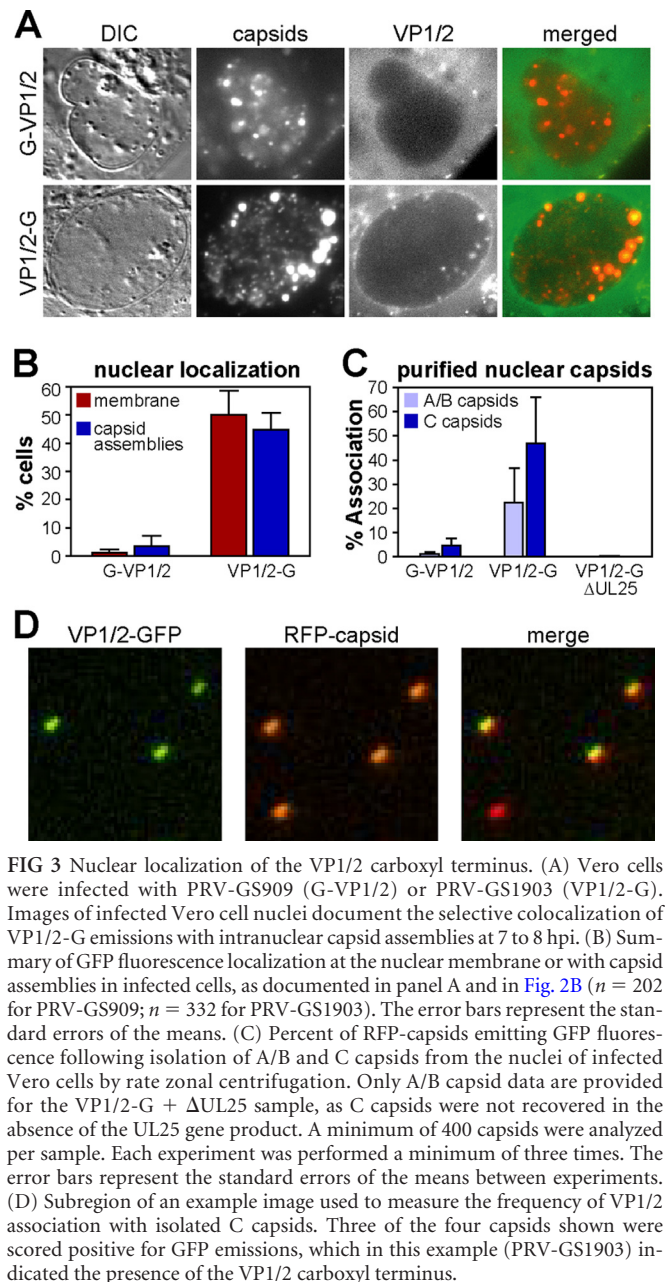 A
DIC capsids VP1/2 merged
G-VP1/2
VP1/2-G
B nuclear localization
60
50
40
30
20
10
0
% cells
membrane
capsid
assemblies
G-VP1/2 VP1/2-G
C purified nuclear capsids
70
60
50
40
30
20
10
0
% Association
A/B capsids
C capsids
G-VP1/2 VP1/2-G VP1/2-G
ΔUL25
D
VP1/2-GFP RFP-capsid merge
FIG 3 Nuclear localization of the VP1/2 carboxyl terminus. (A) Vero cells
were infected with PRV-GS909 (G-VP1/2) or PRV-GS1903 (VP1/2-G).
Images of infected Vero cell nuclei document the selective colocalization of
VP1/2-G emissions with intranuclear capsid assemblies at 7 to 8 hpi. (B) Sum-
mary of GFP fluorescence localization at the nuclear membrane or with capsid
assemblies in infected cells, as documented in panel A and in Fig. 2B (n = 202
for PRV-GS909; n = 332 for PRV-GS1903). The error bars represent the stan-
dard errors of the means. (C) Percent of RFP-capsids emitting GFP fluores-
cence following isolation of A/B and C capsids from the nuclei of infected
Vero cells by rate zonal centrifugation. Only A/B capsid data are provided
for the VP1/2-G + ΔUL25 sample, as C capsids were not recovered in the
absence of the UL25 gene product. A minimum of 400 capsids were analyzed
per sample. Each experiment was performed a minimum of three times. The
error bars represent the standard errors of the means between experiments.
(D) Subregion of an example image used to measure the frequency of VP1/2
association with isolated C capsids. Three of the four capsids shown were
scored positive for GFP emissions, which in this example (PRV-GS1903) in-
dicated the presence of the VP1/2 carboxyl terminus.